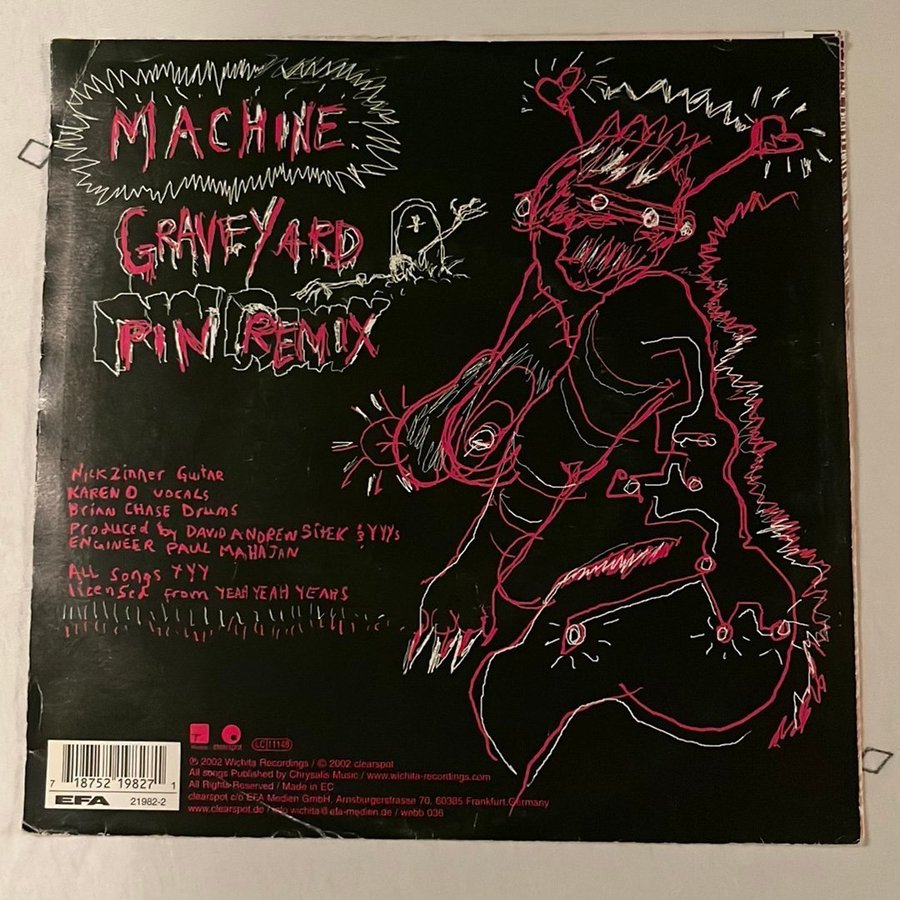 MACHINE
GRAVEYARD
PIN REMIX
Nick Zinner Guitar
KAREN O VOCALS
Brian CHASE Drums
Produced by DAVID ANDREW SITEK & YYYs
ENGINEER PAUL MAHAJAN
ALL Songs YYY
licensed from YEAH YEAH YEAHS
clearspot
LC 11148
℗ 2002 Wichita Recordings / © 2002 clearspot
All songs Published by Chrysalis Music / www.wichita-recordings.com
All Rights Reserved / Made in EC
clearspot c/o EFA Medien GmbH, Arnsburgerstrasse 70, 60385 Frankfurt, Germany
www.clearspot.de / info.wichita@efa-medien.de / webb 036
7 18752 19827 1
EFA 21982-2